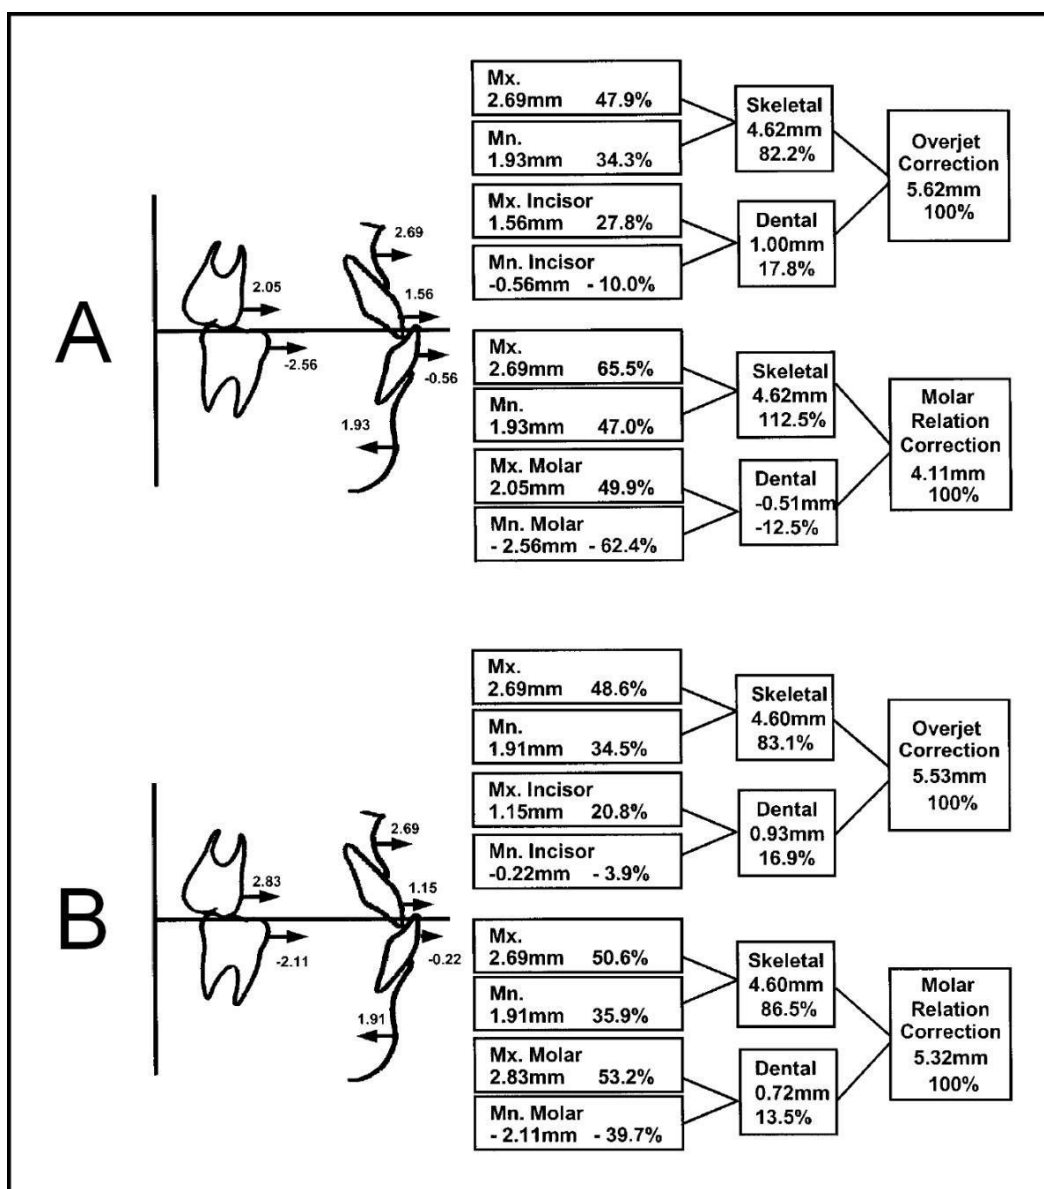 A
2.69
2.05
1.56
-2.56
-0.56
1.93
Mx.
2.69mm 47.9%
Mn.
1.93mm 34.3%
Mx. Incisor
1.56mm 27.8%
Mn. Incisor
-0.56mm - 10.0%
Skeletal
4.62mm
82.2%
Dental
1.00mm
17.8%
Overjet
Correction
5.62mm
100%
Mx.
2.69mm 65.5%
Mn.
1.93mm 47.0%
Mx. Molar
2.05mm 49.9%
Mn. Molar
- 2.56mm - 62.4%
Skeletal
4.62mm
112.5%
Dental
-0.51mm
-12.5%
Molar
Relation
Correction
4.11mm
100%
B
2.69
2.83
1.15
-2.11
-0.22
1.91
Mx.
2.69mm 48.6%
Mn.
1.91mm 34.5%
Mx. Incisor
1.15mm 20.8%
Mn. Incisor
-0.22mm - 3.9%
Skeletal
4.60mm
83.1%
Dental
0.93mm
16.9%
Overjet
Correction
5.53mm
100%
Mx.
2.69mm 50.6%
Mn.
1.91mm 35.9%
Mx. Molar
2.83mm 53.2%
Mn. Molar
- 2.11mm - 39.7%
Skeletal
4.60mm
86.5%
Dental
0.72mm
13.5%
Molar
Relation
Correction
5.32mm
100%